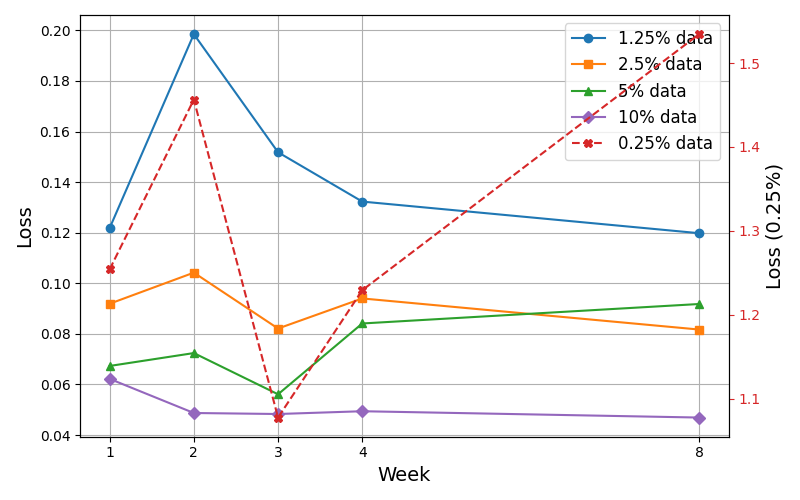 0.20
0.18
0.16
0.14
0.12
0.10
0.08
0.06
0.04
Loss
1.25% data
2.5% data
5% data
10% data
0.25% data
1.5
1.4
1.3
1.2
1.1
Loss (0.25%)
1 2 3 4 8
Week